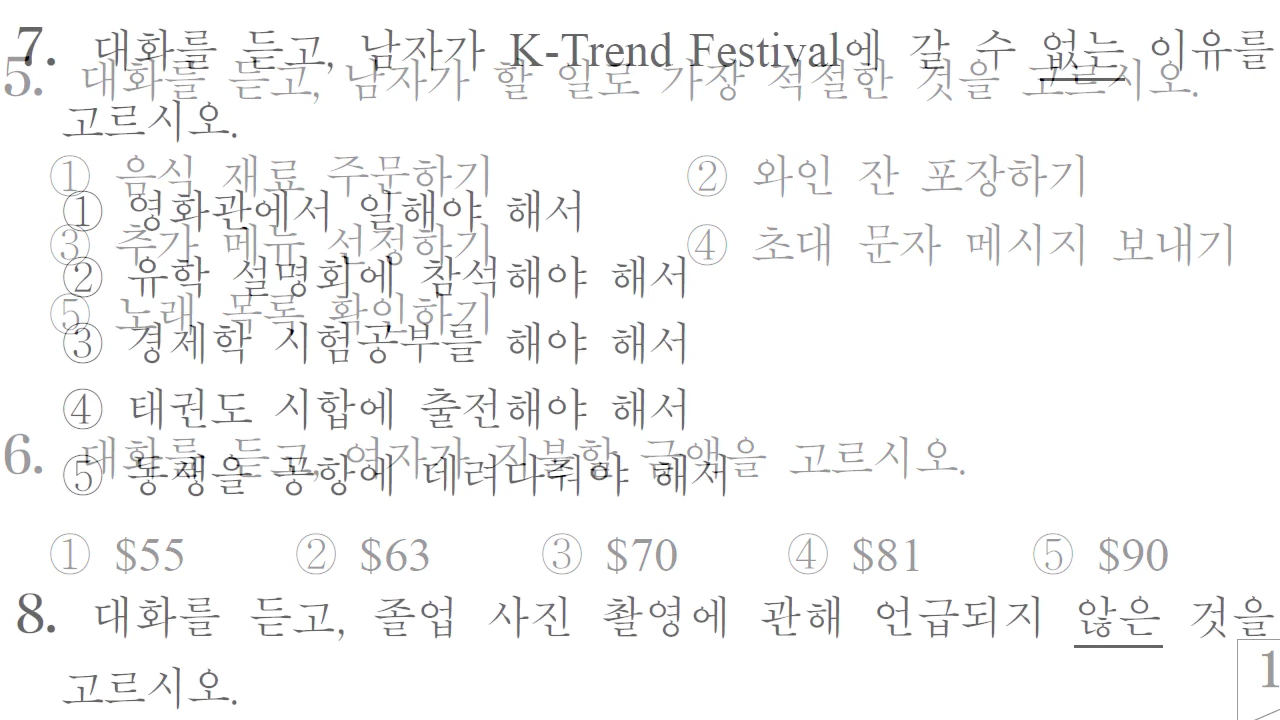 7. 대화를 듣고, 남자가 K-Trend Festival에 갈 수 없는 이유를
고르시오.
① 영화관에서 일해야 해서
② 유학 설명회에 참석해야 해서
③ 경제학 시험공부를 해야 해서
④ 태권도 시합에 출전해야 해서
⑤ 동생을 공항에 데려다줘야 해서
8. 대화를 듣고, 졸업 사진 촬영에 관해 언급되지 않은 것을
고르시오.
5. 대화를 듣고, 남자가 할 일로 가장 적절한 것을 고르시오.
① 음식 재료 주문하기 ② 와인 잔 포장하기
③ 추가 메뉴 선정하기 ④ 초대 문자 메시지 보내기
⑤ 노래 목록 확인하기
6. 대화를 듣고, 여자가 지불할 금액을 고르시오.
① $55 ② $63 ③ $70 ④ $81 ⑤ $90
1